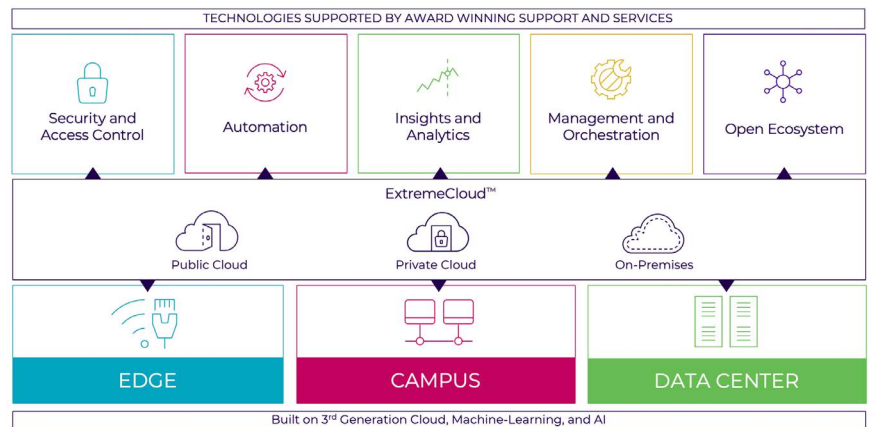 TECHNOLOGIES SUPPORTED BY AWARD WINNING SUPPORT AND SERVICES
Security and
Access Control
Automation
Insights and
Analytics
Management and
Orchestration
Open Ecosystem
ExtremeCloud™
Public Cloud
Private Cloud
On-Premises
EDGE
CAMPUS
DATA CENTER
Built on 3rd Generation Cloud, Machine-Learning, and AI